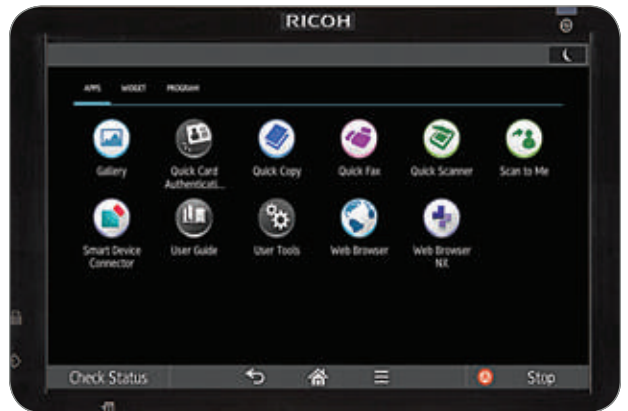 RICOH
APPS WIDGET PROGRAM
Gallery Quick Card Quick Copy Quick Fax Quick Scanner Scan to Me
Authenticati...
Smart Device User Guide User Tools Web Browser Web Browser
Connector NX
Check Status Stop